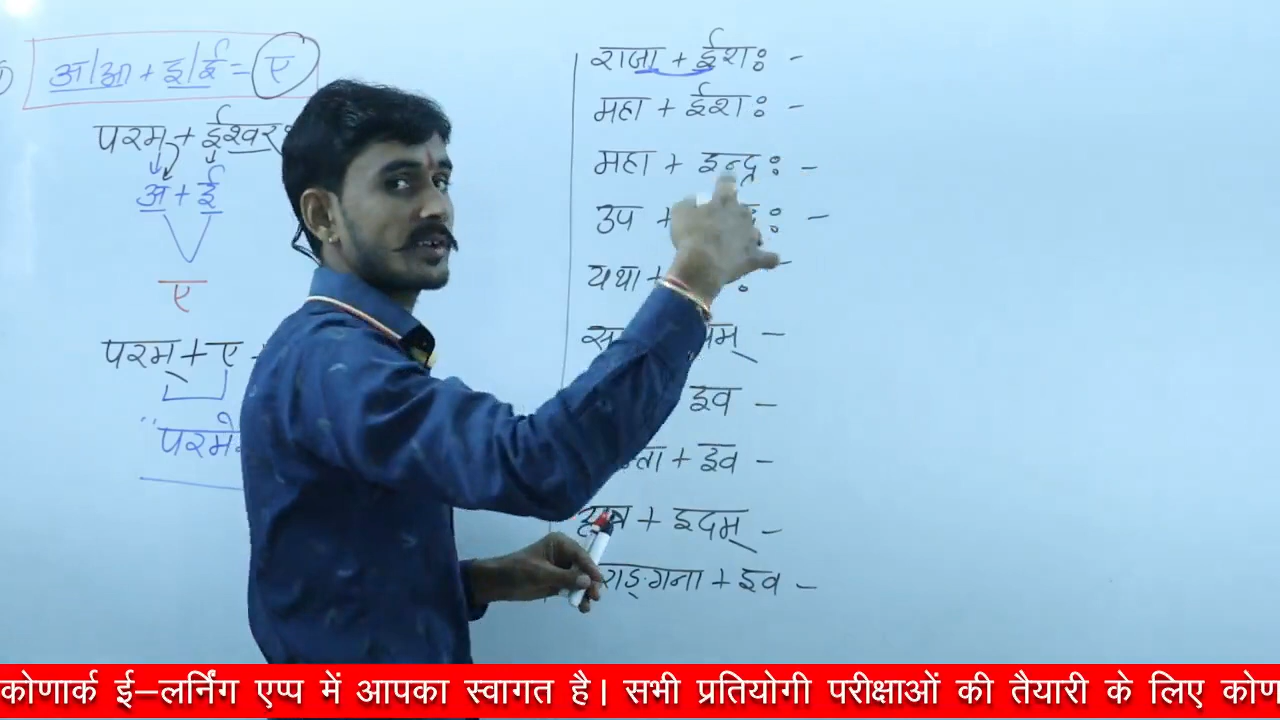 अ/आ + इ/ई = ए
परम + ईश्वरः
अ + ई
ए
परम् + ए
"परमे
राजा + ईशः -
महा + ईशः -
महा + इन्द्रः -
उप +
यथा +
इव -
+ इव -
+ इदम् -
राङ्गना + इव -
कोणार्क ई–लर्निंग एप्प में आपका स्वागत है। सभी प्रतियोगी परीक्षाओं की तैयारी के लिए कोण